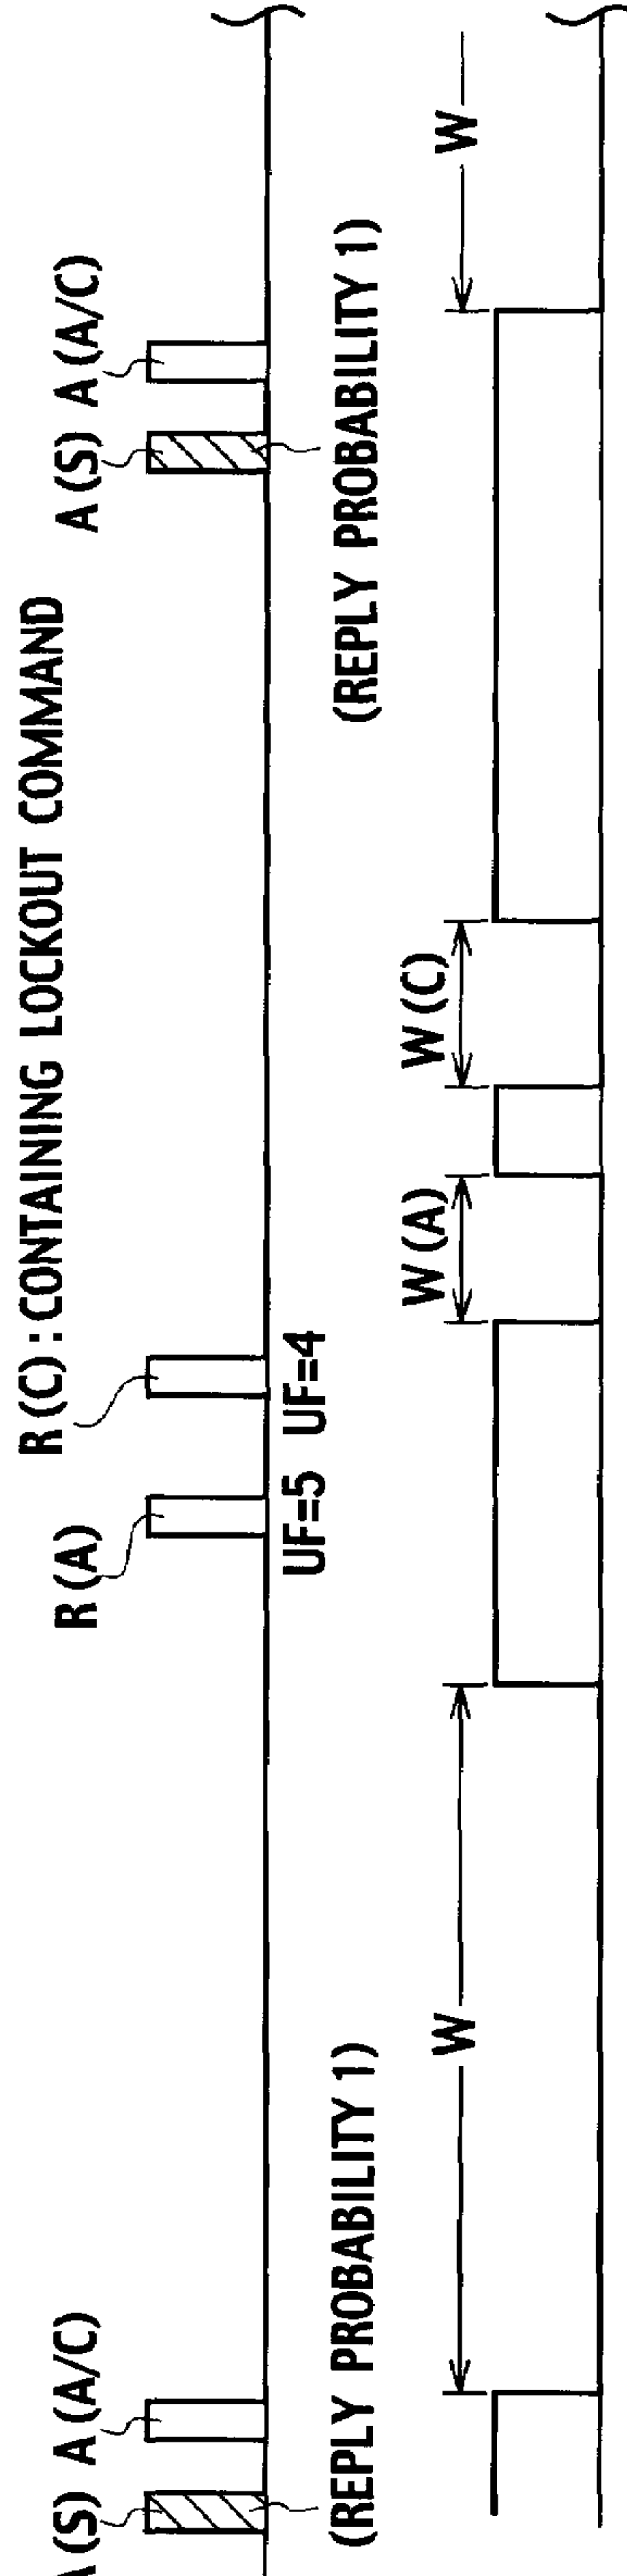 A(S) A(A/C)
R(A)
R(C):CONTAINING LOCKOUT COMMAND
A(S) A(A/C)
UF=5 UF=4
(REPLY PROBABILITY 1)
(REPLY PROBABILITY 1)
W
W(A)
W(C)
W